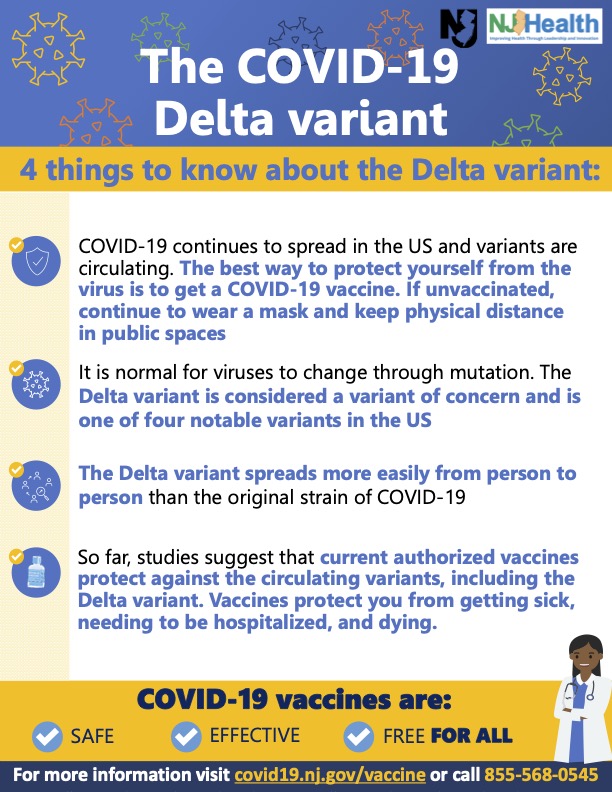 NJ Health
Improving Health Through Leadership and Innovation
The COVID-19
Delta variant
4 things to know about the Delta variant:
COVID-19 continues to spread in the US and variants are
circulating. The best way to protect yourself from the
virus is to get a COVID-19 vaccine. If unvaccinated,
continue to wear a mask and keep physical distance
in public spaces
It is normal for viruses to change through mutation. The
Delta variant is considered a variant of concern and is
one of four notable variants in the US
The Delta variant spreads more easily from person to
person than the original strain of COVID-19
So far, studies suggest that current authorized vaccines
protect against the circulating variants, including the
Delta variant. Vaccines protect you from getting sick,
needing to be hospitalized, and dying.
COVID-19 vaccines are:
SAFE EFFECTIVE FREE FOR ALL
For more information visit covid19.nj.gov/vaccine or call 855-568-0545